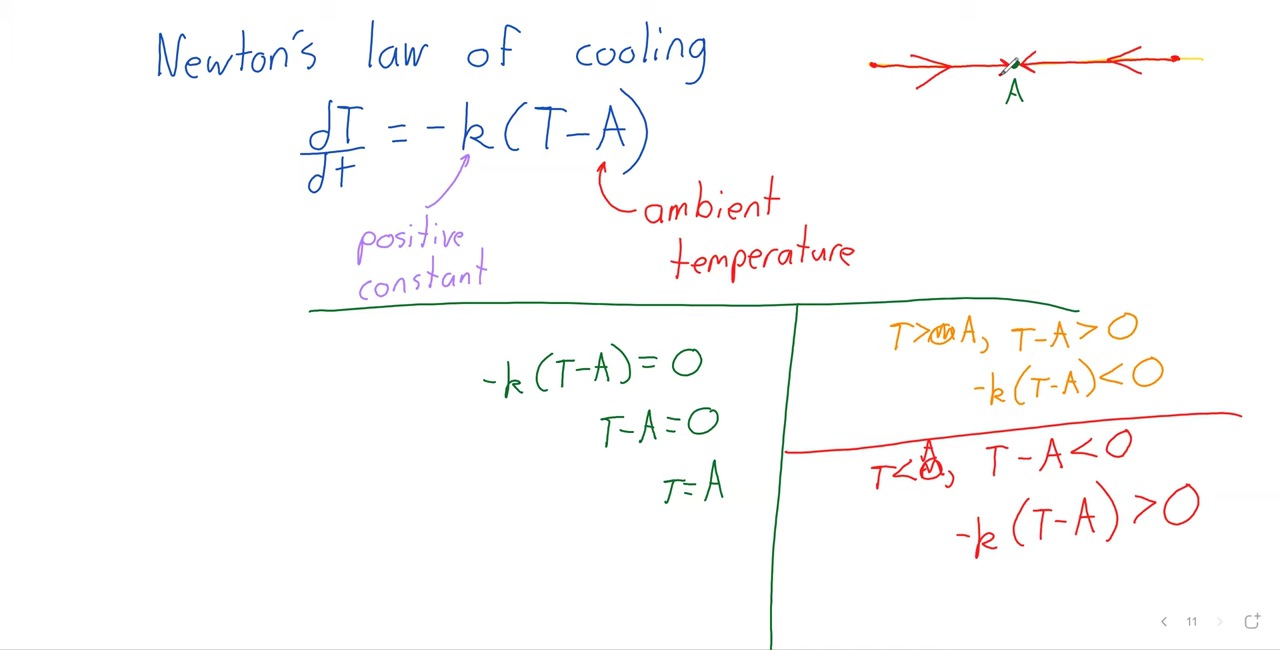 Newton's law of cooling
A
dT/dt = -k(T-A)
positive
constant
ambient
temperature
-k(T-A)=0
T-A=0
T=A
T>A, T-A>0
-k(T-A)<0
T<A, T-A<0
-k(T-A)>0
11